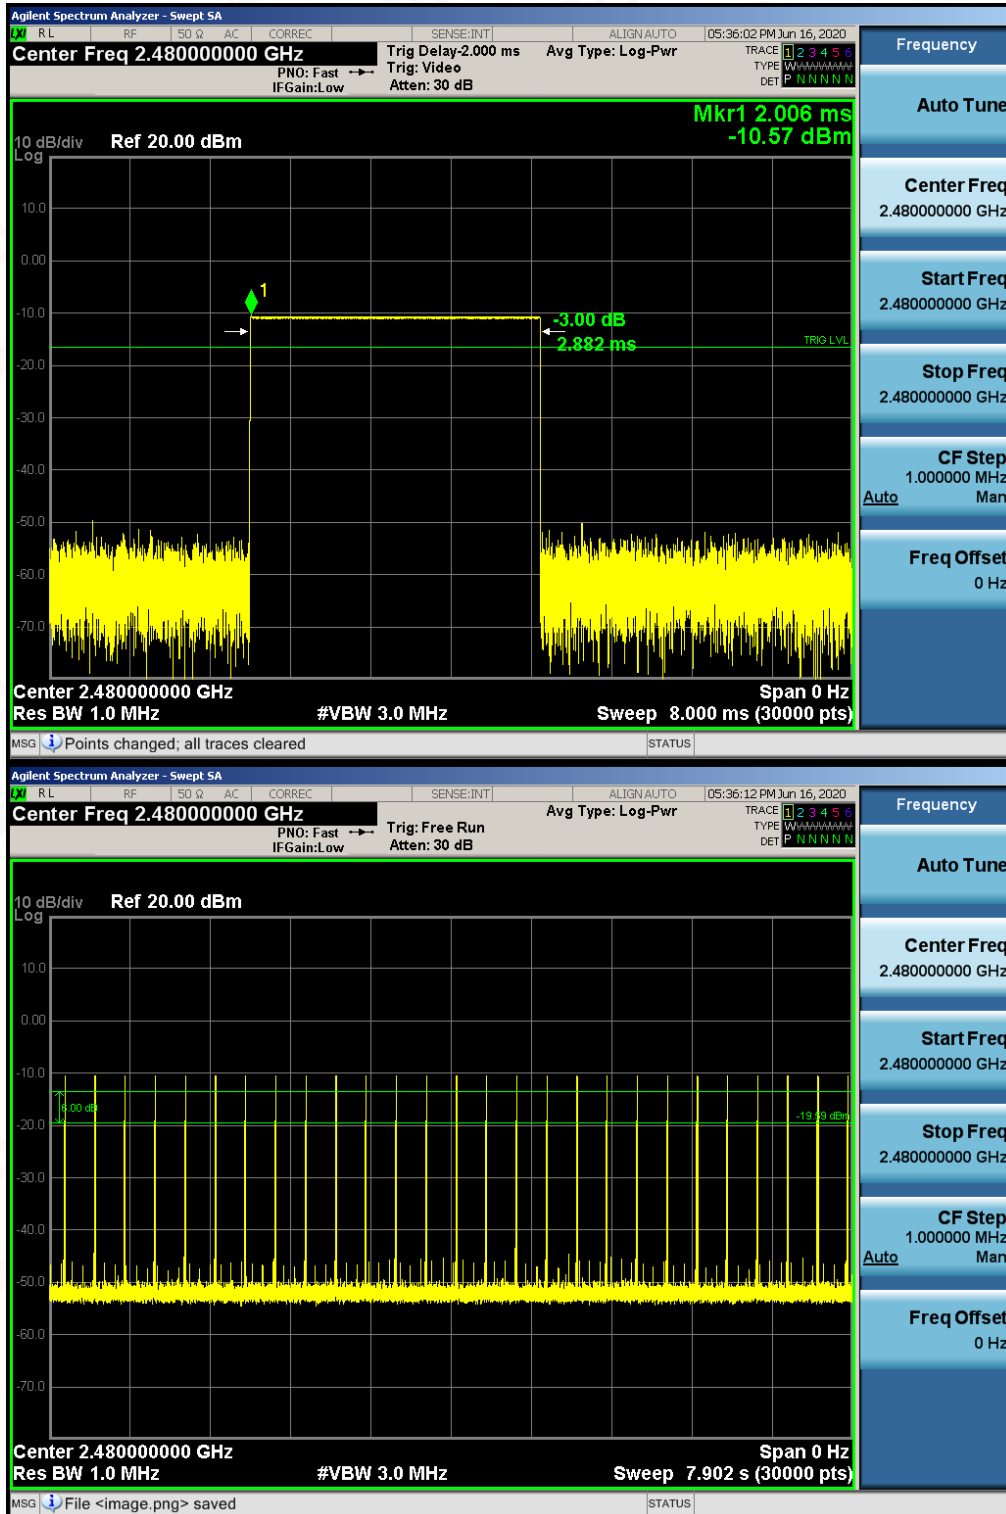 Agilent Spectrum Analyzer - Swept SA
LXI RL RF 50 Ω AC CORREC SENSE:INT ALIGN AUTO 05:36:02 PM Jun 16, 2020
Center Freq 2.480000000 GHz
PNO: Fast
IFGain:Low
Trig Delay-2.000 ms
Trig: Video
Atten: 30 dB
Avg Type: Log-Pwr
TRACE 1 2 3 4 5 6
TYPE WWWWWW
DET P N N N N N
Mkr1 2.006 ms
-10.57 dBm
10 dB/div Ref 20.00 dBm
Log
10.0
0.00
-10.0
-20.0
-30.0
-40.0
-50.0
-60.0
-70.0
1
-3.00 dB
2.882 ms
TRIG LVL
Center 2.480000000 GHz Span 0 Hz
Res BW 1.0 MHz #VBW 3.0 MHz Sweep 8.000 ms (30000 pts)
MSG Points changed; all traces cleared STATUS
Frequency
Auto Tune
Center Freq
2.480000000 GHz
Start Freq
2.480000000 GHz
Stop Freq
2.480000000 GHz
CF Step
1.000000 MHz
Auto Man
Freq Offset
0 Hz
Agilent Spectrum Analyzer - Swept SA
LXI RL RF 50 Ω AC CORREC SENSE:INT ALIGN AUTO 05:36:12 PM Jun 16, 2020
Center Freq 2.480000000 GHz
PNO: Fast
IFGain:Low
Trig: Free Run
Atten: 30 dB
Avg Type: Log-Pwr
TRACE 1 2 3 4 5 6
TYPE WWWWWW
DET P N N N N N
10 dB/div Ref 20.00 dBm
Log
10.0
0.00
-10.0
-20.0
-30.0
-40.0
-50.0
-60.0
-70.0
6.00 dB
-19.59 dBm
Center 2.480000000 GHz Span 0 Hz
Res BW 1.0 MHz #VBW 3.0 MHz Sweep 7.902 s (30000 pts)
MSG File <image.png> saved STATUS
Frequency
Auto Tune
Center Freq
2.480000000 GHz
Start Freq
2.480000000 GHz
Stop Freq
2.480000000 GHz
CF Step
1.000000 MHz
Auto Man
Freq Offset
0 Hz